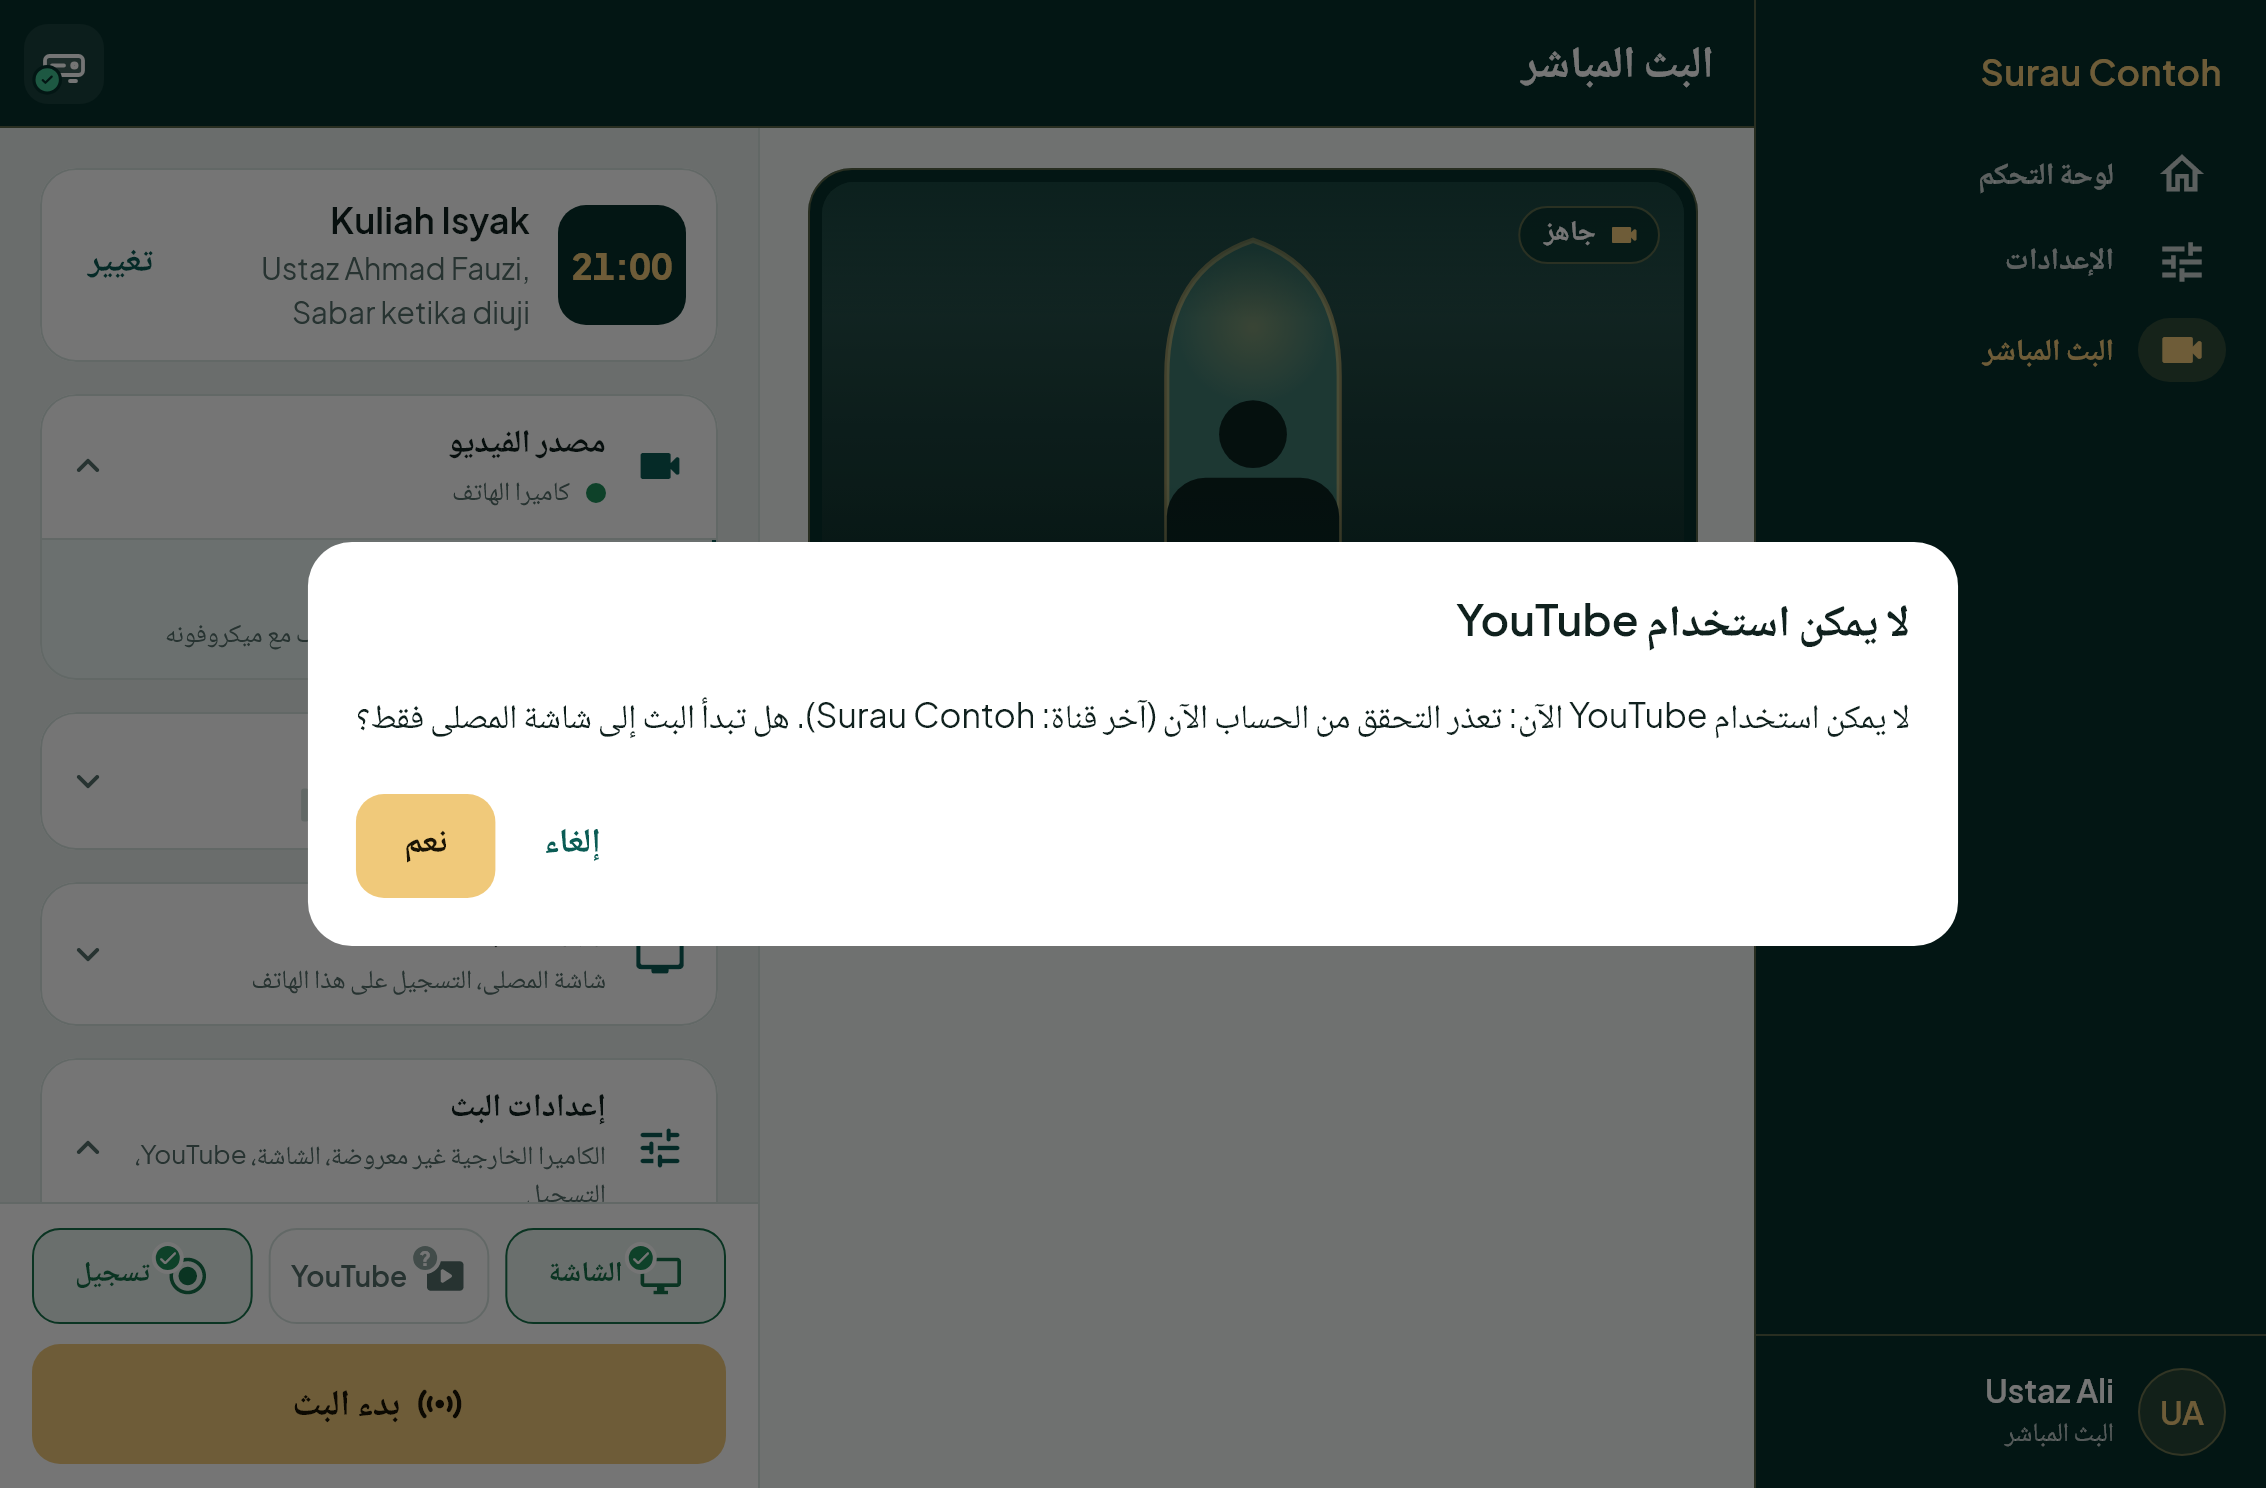 Surau Contoh
لوحة التحكم
الإعدادات
البث المباشر
Ustaz Ali
البث المباشر
UA
البث المباشر
جاهز
21:00
Kuliah Isyak
Ustaz Ahmad Fauzi,
Sabar ketika diuji
تغيير
مصدر الفيديو
كاميرا الهاتف
مع ميكروفونه
لا يمكن استخدام YouTube
لا يمكن استخدام YouTube الآن: تعذر التحقق من الحساب الآن (آخر قناة: Surau Contoh). هل تبدأ البث إلى شاشة المصلى فقط؟
إلغاء
نعم
شاشة المصلى، التسجيل على هذا الهاتف
إعدادات البث
الكاميرا الخارجية غير معروضة، الشاشة، YouTube،
التسجيل
الشاشة
YouTube
?
تسجيل
بدء البث